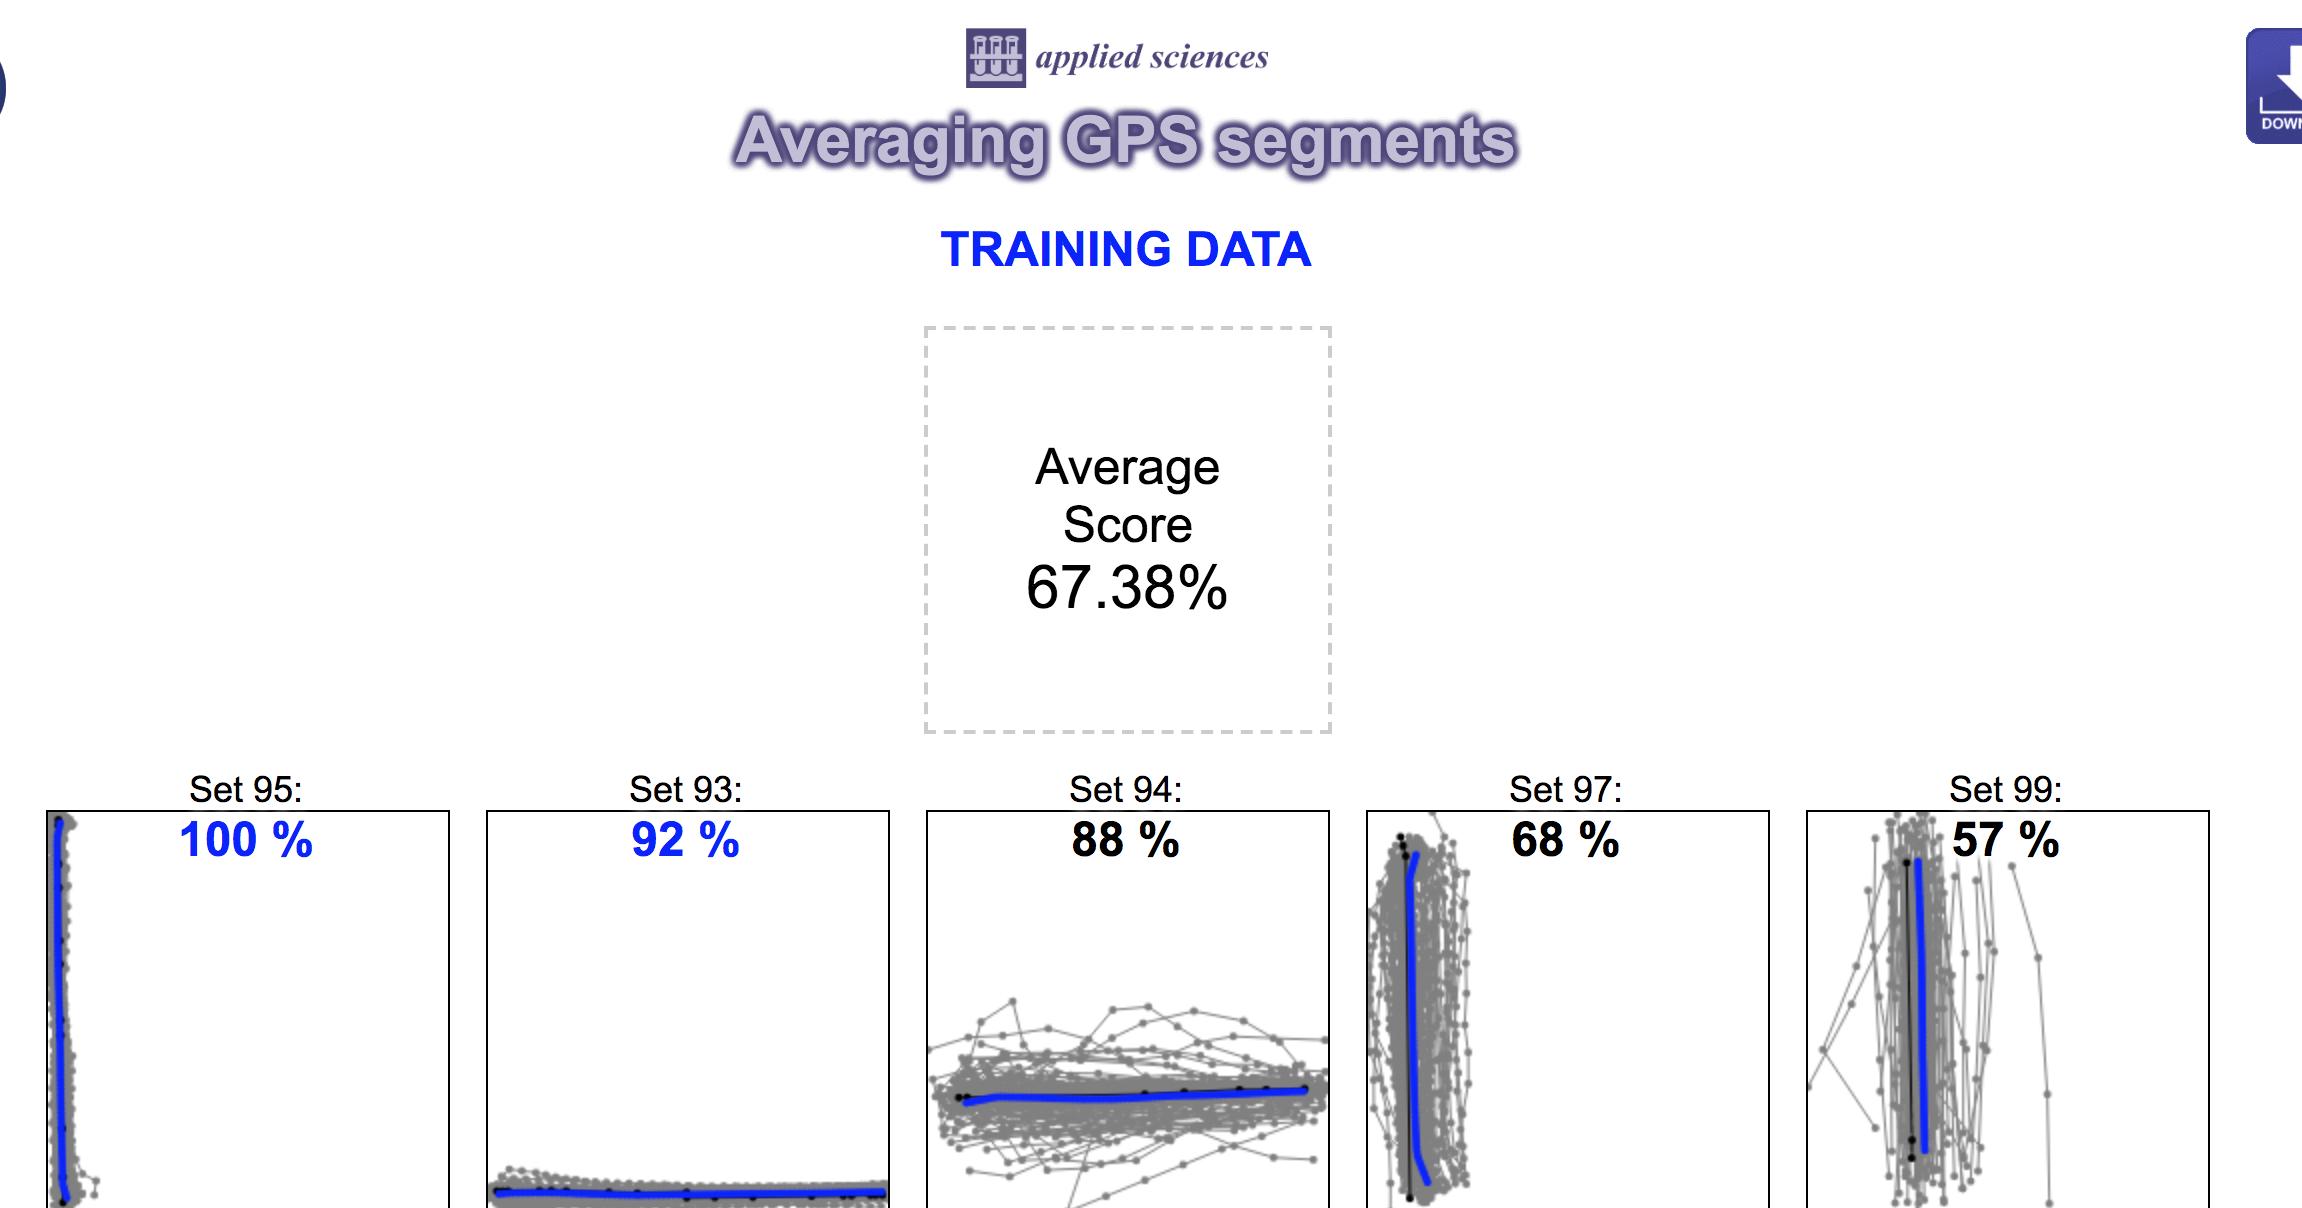 applied sciences
Averaging GPS segments
TRAINING DATA
Average
Score
67.38%
Set 95:
100 %
Set 93:
92 %
Set 94:
88 %
Set 97:
68 %
Set 99:
57 %